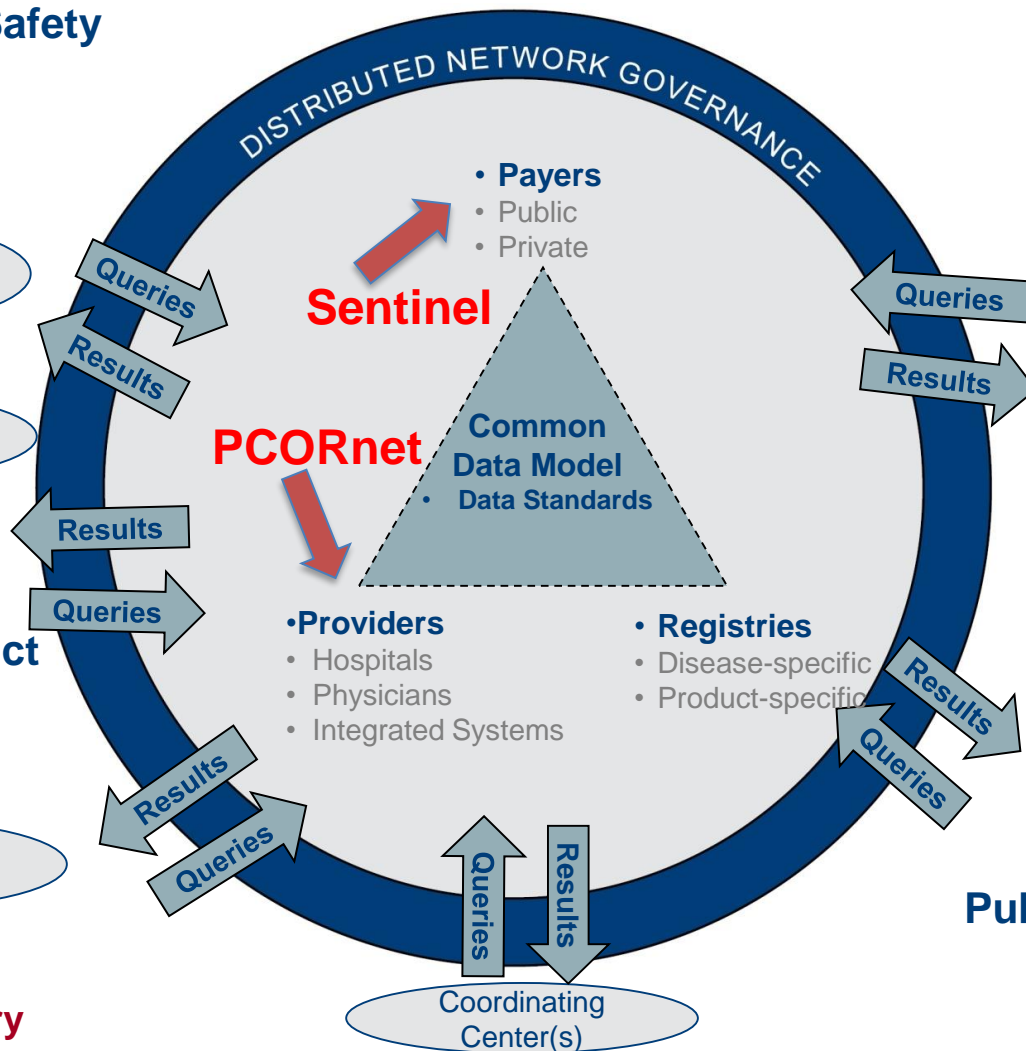 Safety
DISTRIBUTED NETWORK GOVERNANCE
• Payers
• Public
• Private
Queries
Results
Sentinel
Queries
Results
PCORnet
Common
Data Model
• Data Standards
Results
Queries
ct
•Providers
• Hospitals
• Physicians
• Integrated Systems
• Registries
• Disease-specific
• Product-specific
Results
Queries
Results
Queries
Queries
Results
Pul
Coordinating
Center(s)
ry